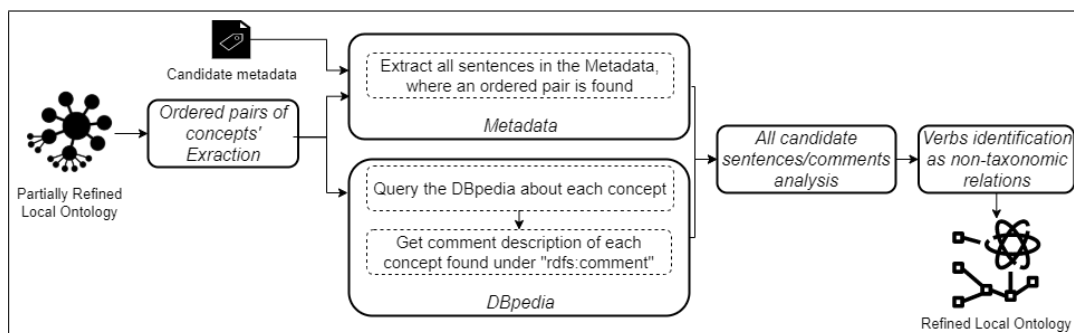 Candidate metadata
Partially Refined
Local Ontology
Ordered pairs of
concepts'
Exraction
Extract all sentences in the Metadata,
where an ordered pair is found
Metadata
Query the DBpedia about each concept
Get comment description of each
concept found under "rdfs:comment"
DBpedia
All candidate
sentences/comments
analysis
Verbs identification
as non-taxonomic
relations
Refined Local Ontology